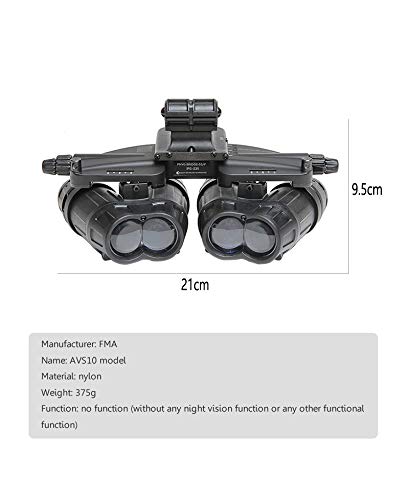 9.5cm
21cm
Manufacturer: FMA
Name: AVS10 model
Material: nylon
Weight: 375g
Function: no function (without any night vision function or any other functional
function)